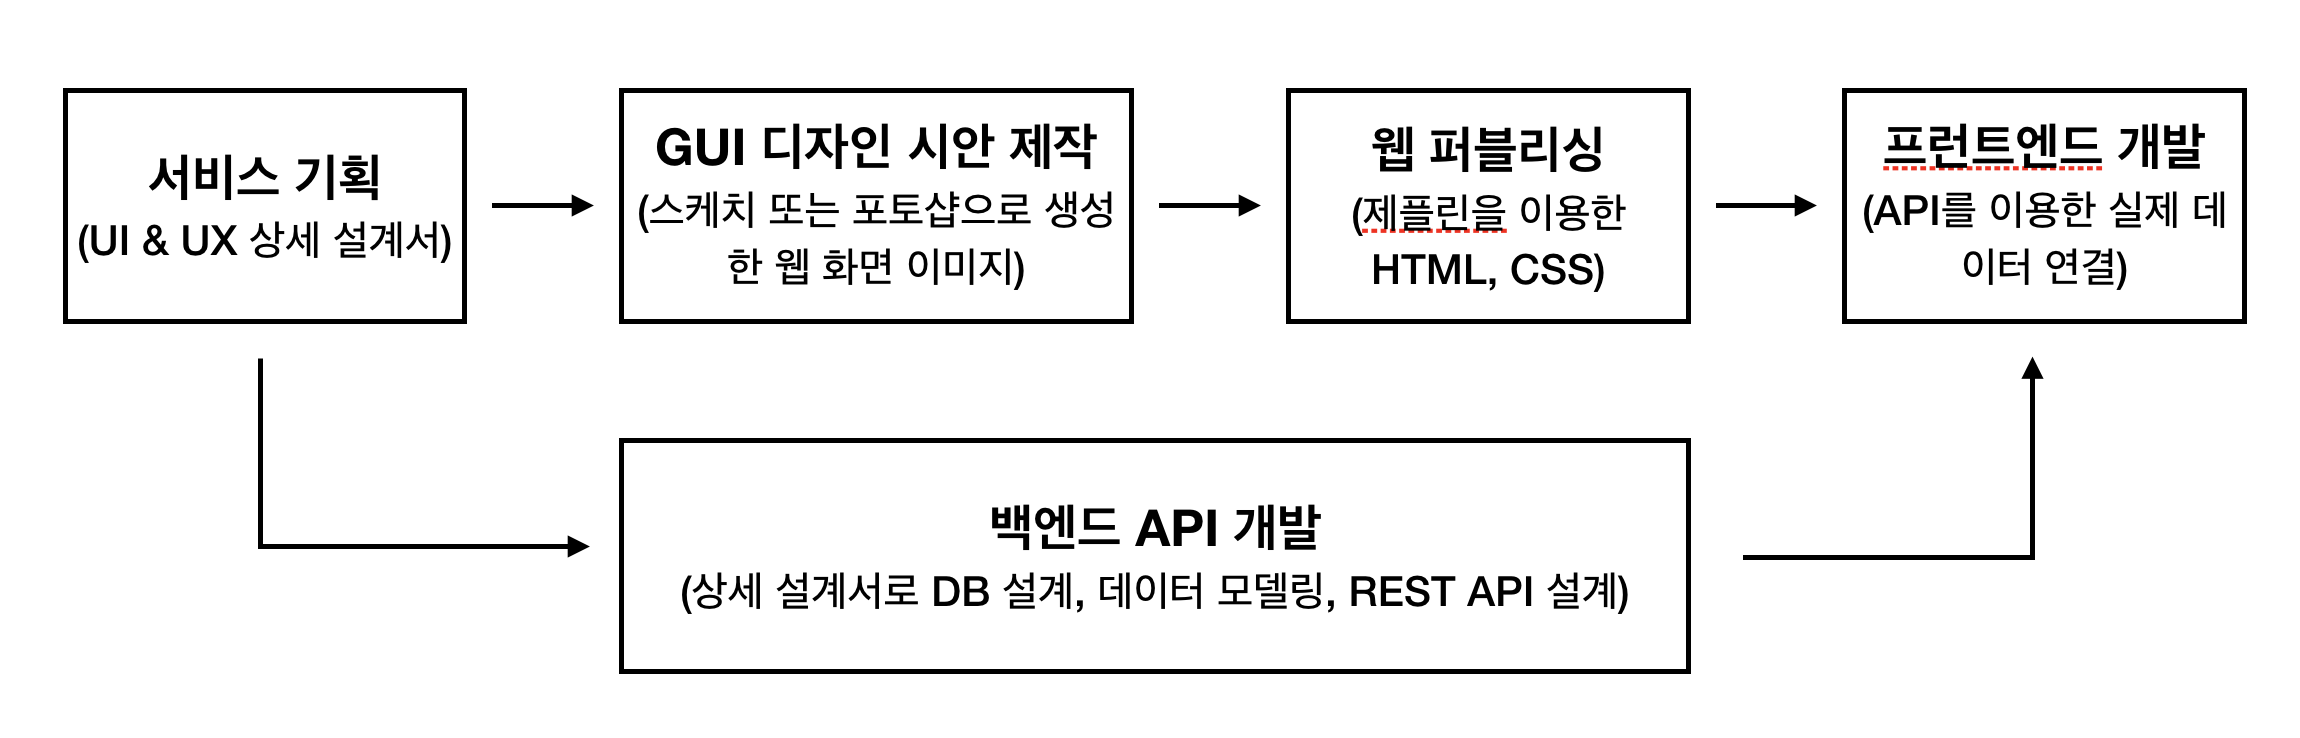 서비스 기획
(UI & UX 상세 설계서)
GUI 디자인 시안 제작
(스케치 또는 포토샵으로 생성
한 웹 화면 이미지)
웹 퍼블리싱
(제플린을 이용한
HTML, CSS)
프런트엔드 개발
(API를 이용한 실제 데
이터 연결)
백엔드 API 개발
(상세 설계서로 DB 설계, 데이터 모델링, REST API 설계)